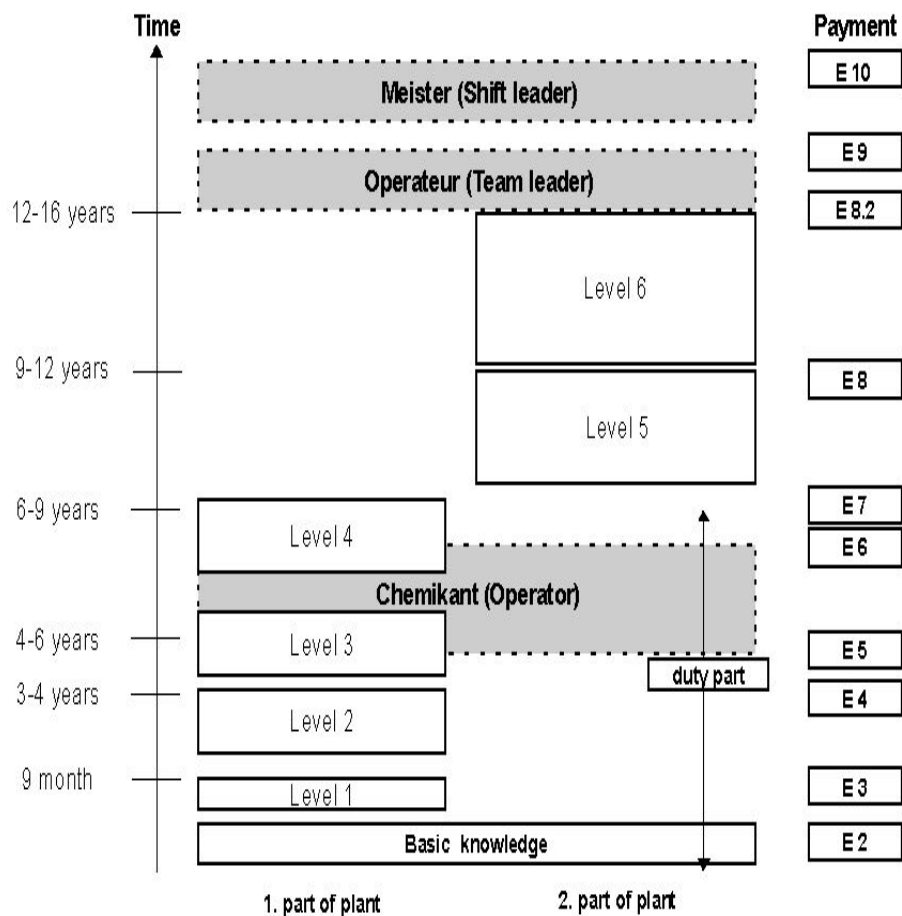 Time
Payment
E 10
Meister (Shift leader)
E 9
Operateur (Team leader)
12-16 years
E 8.2
Level 6
9-12 years
E 8
Level 5
6-9 years
E 7
Level 4
E 6
Chemikant (Operator)
4-6 years
Level 3
E 5
duty part
3-4 years
E 4
Level 2
9 month
E 3
Level 1
Basic knowledge
E 2
1. part of plant
2. part of plant